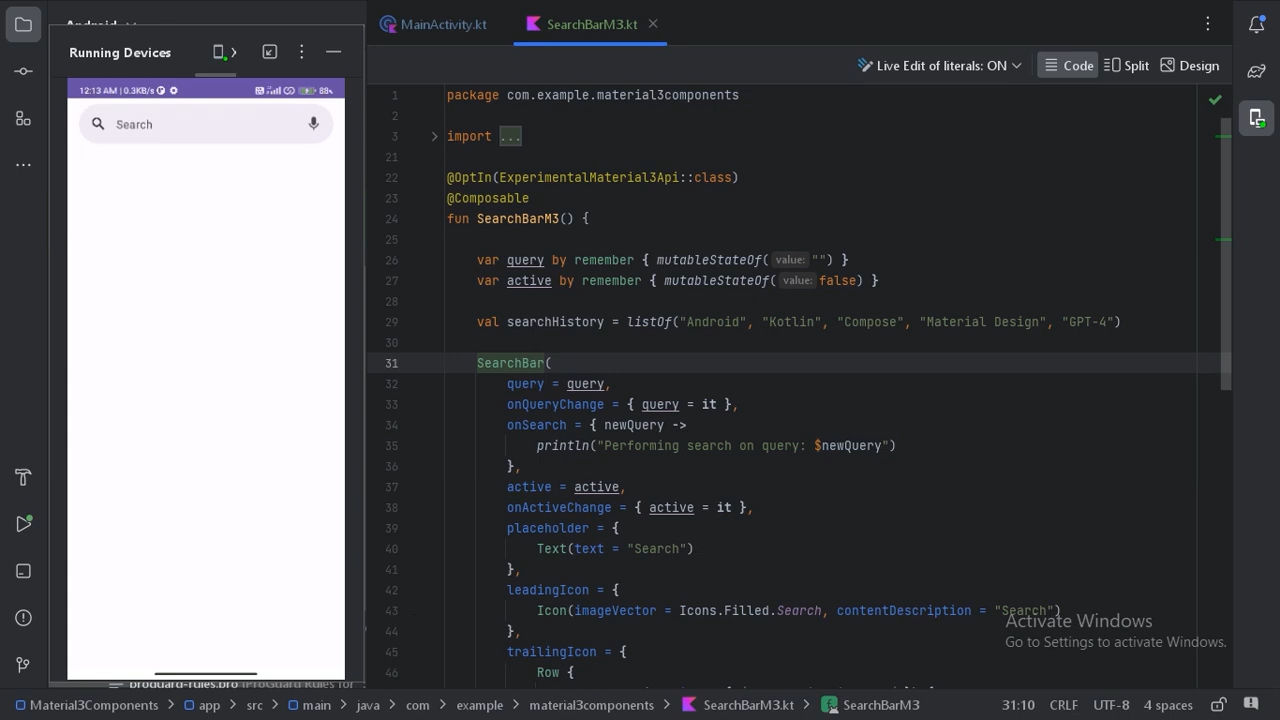 Android
Running Devices
12:13 AM | 0.3KB/s
88%
Search
MainActivity.kt
SearchBarM3.kt
Live Edit of literals: ON
Code
Split
Design
1 package com.example.material3components
2
3 import ...
21
22 @OptIn(ExperimentalMaterial3Api::class)
23 @Composable
24 fun SearchBarM3() {
25
26 var query by remember { mutableStateOf( value: "") }
27 var active by remember { mutableStateOf( value: false) }
28
29 val searchHistory = listOf("Android", "Kotlin", "Compose", "Material Design", "GPT-4")
30
31 SearchBar(
32 query = query,
33 onQueryChange = { query = it },
34 onSearch = { newQuery ->
35 println("Performing search on query: $newQuery")
36 },
37 active = active,
38 onActiveChange = { active = it },
39 placeholder = {
40 Text(text = "Search")
41 },
42 leadingIcon = {
43 Icon(imageVector = Icons.Filled.Search, contentDescription = "Search")
44 },
45 trailingIcon = {
46 Row {
Activate Windows
Go to Settings to activate Windows.
proguard-rules.pro (ProGuard Rules for
Material3Components > app > src > main > java > com > example > material3components > SearchBarM3.kt > SearchBarM3
31:10 CRLF UTF-8 4 spaces